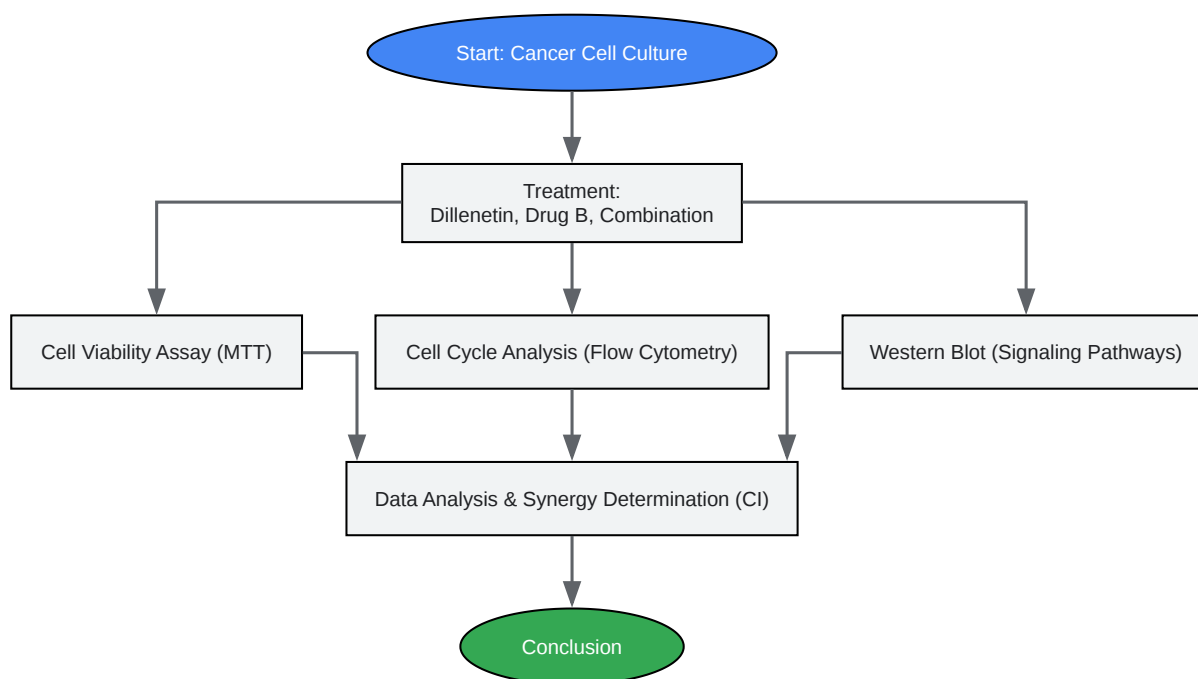 Start: Cancer Cell Culture
Treatment:
Dillenetin, Drug B, Combination
Cell Viability Assay (MTT)
Cell Cycle Analysis (Flow Cytometry)
Western Blot (Signaling Pathways)
Data Analysis & Synergy Determination (CI)
Conclusion